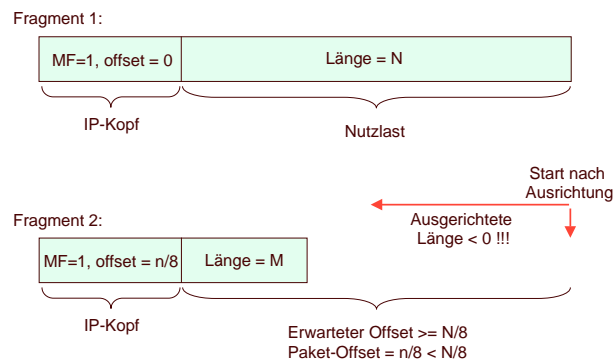 Fragment 1:
MF=1, offset = 0
Länge = N
IP-Kopf
Nutzlast
Start nach
Ausrichtung
Ausgerichtete
Länge < 0 !!!
Fragment 2:
MF=1, offset = n/8
Länge = M
IP-Kopf
Erwarteter Offset >= N/8
Paket-Offset = n/8 < N/8